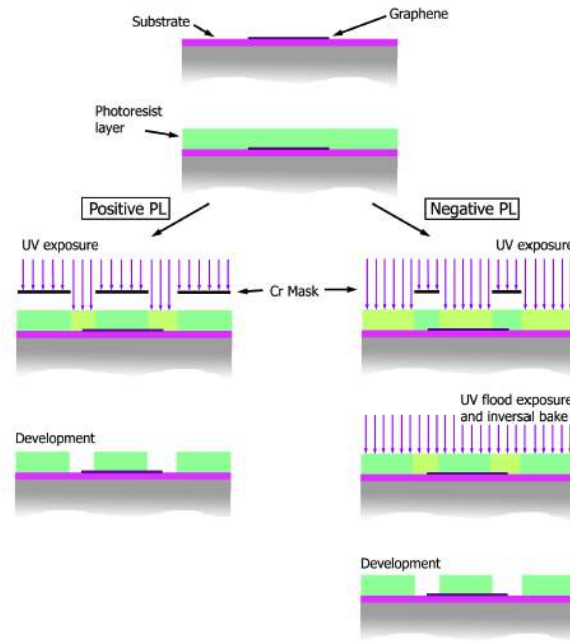 Graphene
Substrate
Photoresist
layer
Positive PL
Negative PL
UV exposure
UV exposure
Cr Mask
UV flood exposure
and inversal bake
Development
Development